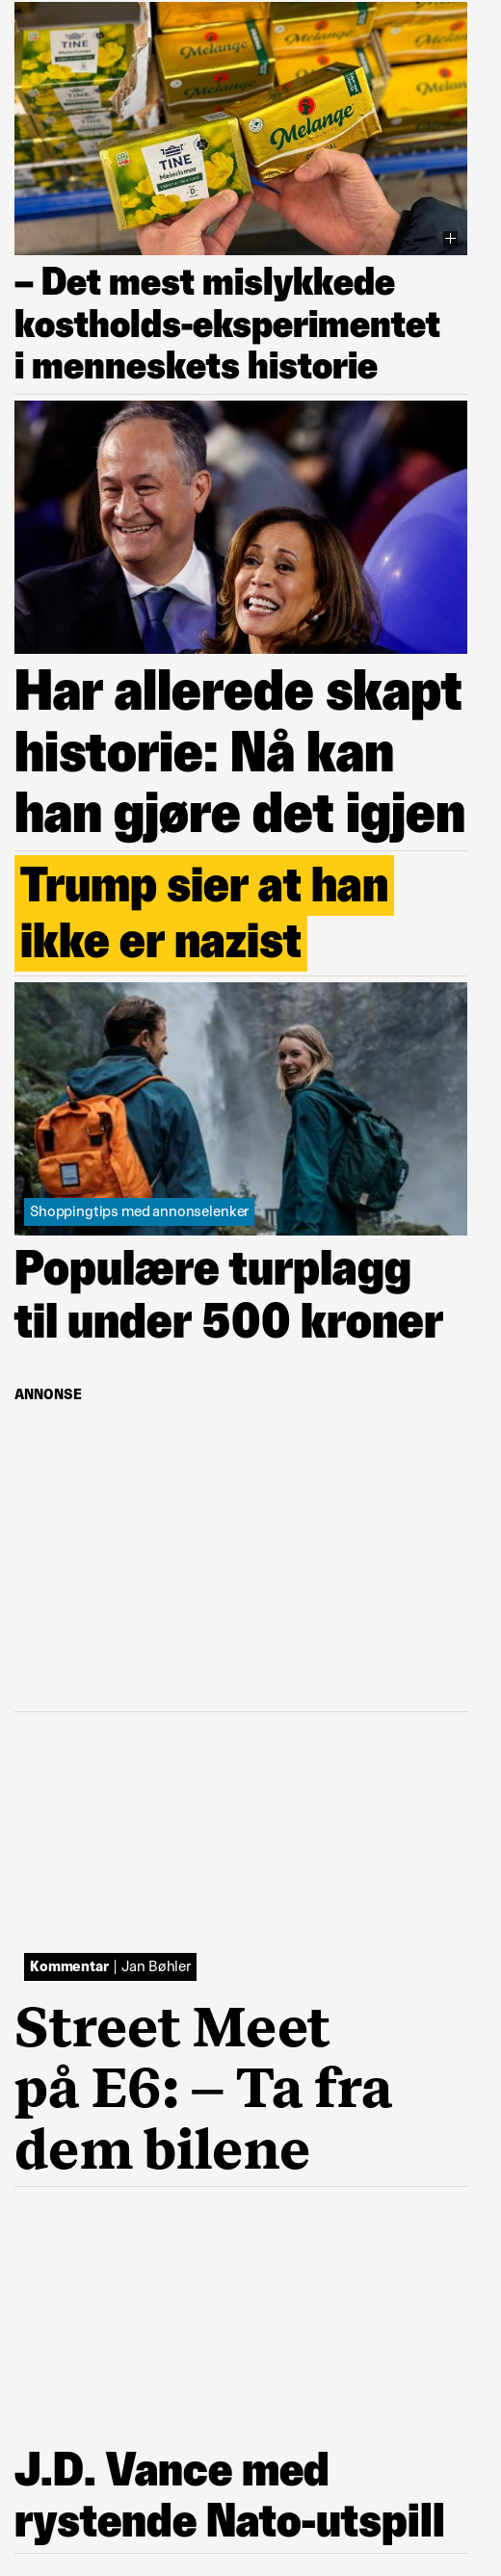 TINE
TINE
Melange
TINE
Meierismør
Melange
– Det mest mislykkede
kostholds-eksperimentet
i menneskets historie
Har allerede skapt
historie: Nå kan
han gjøre det igjen
Trump sier at han
ikke er nazist
Shoppingtips med annonselenker
Populære turplagg
til under 500 kroner
ANNONSE
Kommentar | Jan Bøhler
Street Meet
på E6: – Ta fra
dem bilene
J.D. Vance med
rystende Nato-utspill